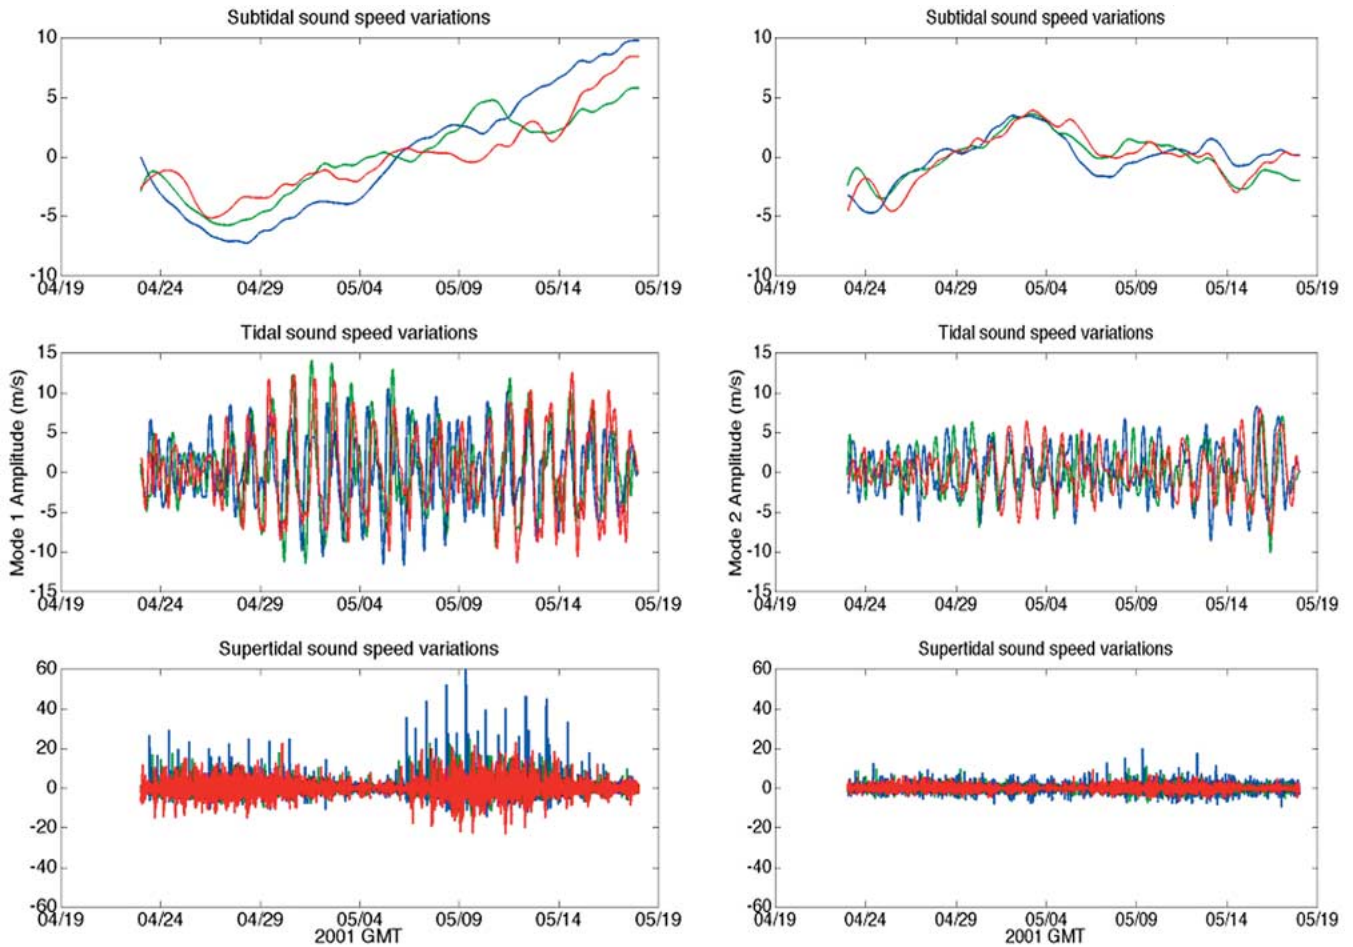 Subtidal sound speed variations
10
5
0
-5
-10
04/19 04/24 04/29 05/04 05/09 05/14 05/19
Subtidal sound speed variations
10
5
0
-5
-10
04/19 04/24 04/29 05/04 05/09 05/14 05/19
Tidal sound speed variations
Mode 1 Amplitude (m/s)
15
10
5
0
-5
-10
-15
04/19 04/24 04/29 05/04 05/09 05/14 05/19
Tidal sound speed variations
Mode 2 Amplitude (m/s)
15
10
5
0
-5
-10
-15
04/19 04/24 04/29 05/04 05/09 05/14 05/19
Supertidal sound speed variations
60
40
20
0
-20
-40
-60
04/19 04/24 04/29 05/04 05/09 05/14 05/19
2001 GMT
Supertidal sound speed variations
60
40
20
0
-20
-40
-60
04/19 04/24 04/29 05/04 05/09 05/14 05/19
2001 GMT